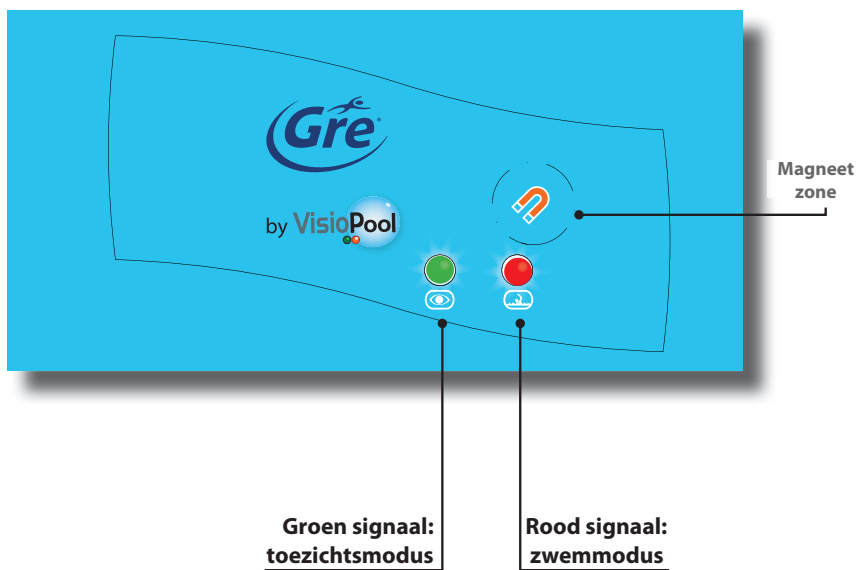 Gre
by VisioPool
Magneet
zone
Groen signaal:
toezichtsmodus
Rood signaal:
zwemmodus